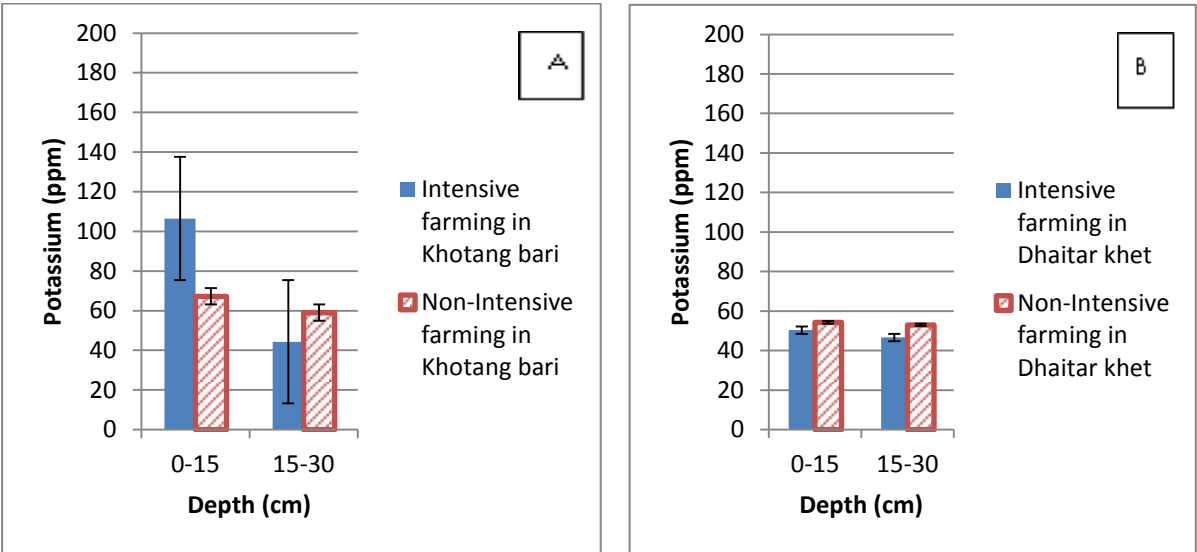 A
200
180
160
140
120
100
80
60
40
20
0
Potassium (ppm)
0-15 15-30
Depth (cm)
Intensive
farming in
Khotang bari
Non-Intensive
farming in
Khotang bari
B
200
180
160
140
120
100
80
60
40
20
0
Potassium (ppm)
0-15 15-30
Depth (cm)
Intensive
farming in
Dhaitar khet
Non-Intensive
farming in
Dhaitar khet